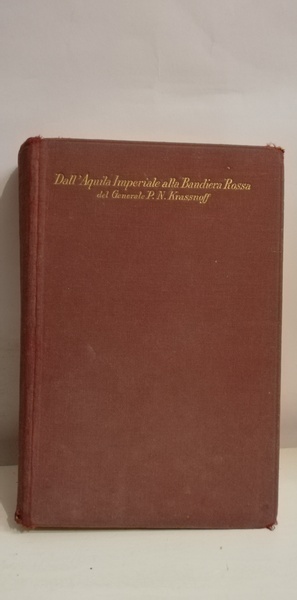 Dall'Aquila Imperiale alla Bandiera Rossa
del Generale P. N. Krassnoff